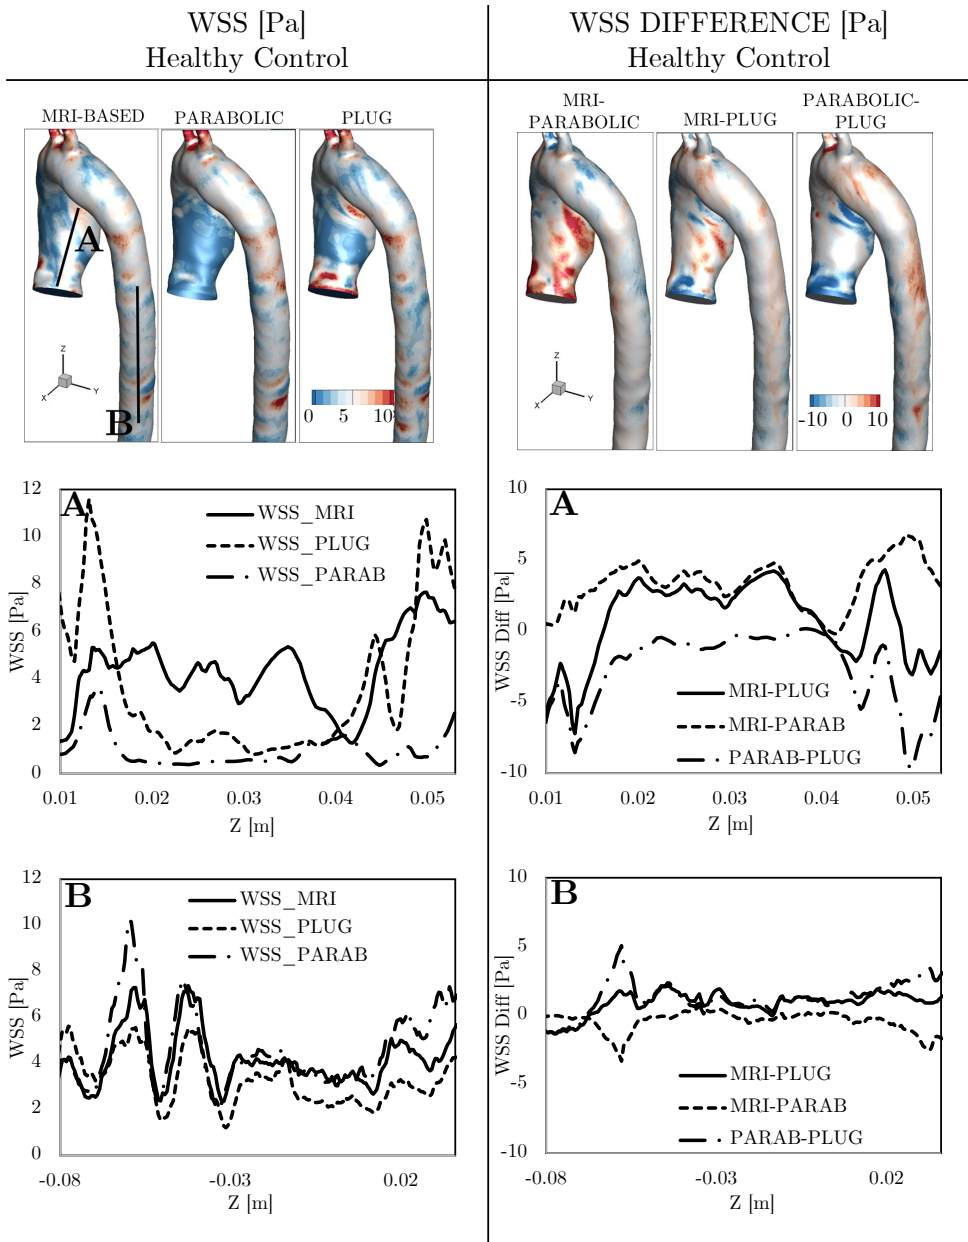 WSS [Pa]
Healthy Control
WSS DIFFERENCE [Pa]
Healthy Control
MRI-BASED
PARABOLIC
PLUG
A
B
Z
X
Y
0 5 10
MRI-
PARABOLIC
MRI-PLUG
PARABOLIC-
PLUG
Z
X
Y
-10 0 10
A
12
10
8
6
4
2
0
WSS [Pa]
WSS_MRI
WSS_PLUG
WSS_PARAB
0.01 0.02 0.03 0.04 0.05
Z [m]
A
10
5
0
-5
-10
WSS Diff [Pa]
MRI-PLUG
MRI-PARAB
PARAB-PLUG
0.01 0.02 0.03 0.04 0.05
Z [m]
B
12
10
8
6
4
2
0
WSS [Pa]
WSS_MRI
WSS_PLUG
WSS_PARAB
-0.08 -0.03 0.02
Z [m]
B
10
5
0
-5
-10
WSS Diff [Pa]
MRI-PLUG
MRI-PARAB
PARAB-PLUG
-0.08 -0.03 0.02
Z [m]